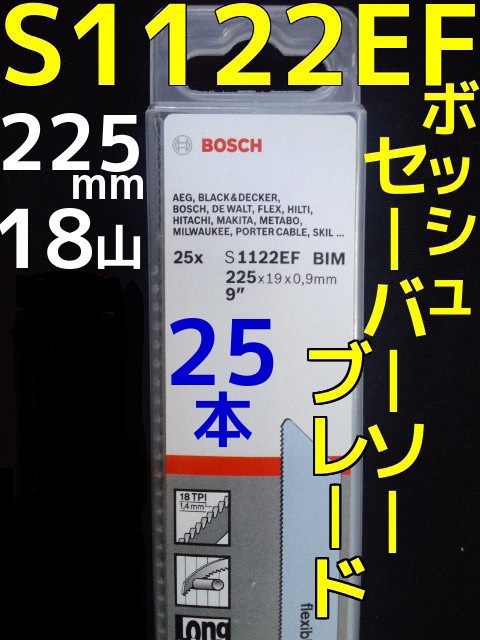 S1122EF
ボッシュ
セーバーソー
ブレード
225
mm
18山
BOSCH
AEG, BLACK&DECKER,
BOSCH, DE WALT, FLEX, HILTI,
HITACHI, MAKITA, METABO,
MILWAUKEE, PORTER CABLE, SKIL ...
25x S1122EF BIM
225x19x0,9mm
9"
25
本
18 TPI
1,4mm
flexib
Long